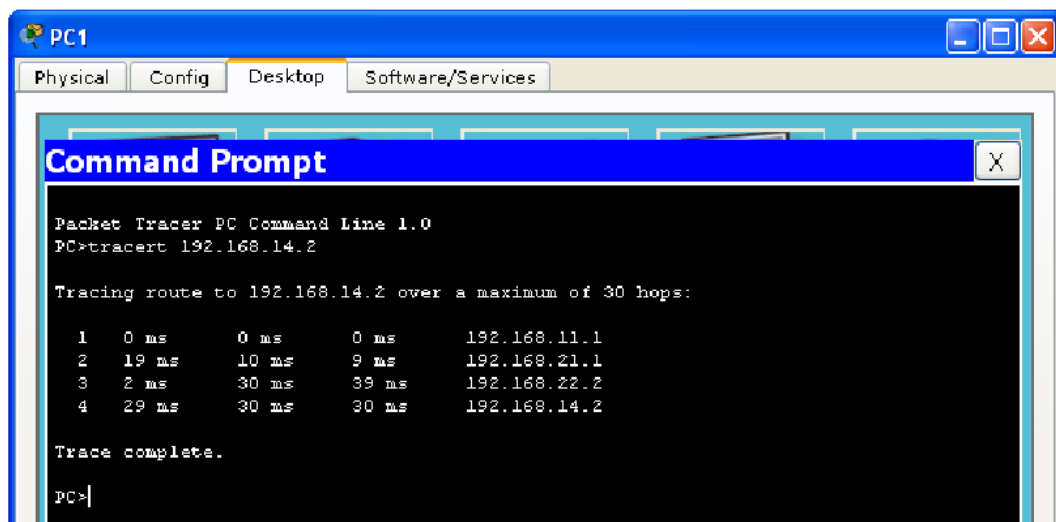 PC1
Physical Config Desktop Software/Services
Command Prompt
X
Packet Tracer PC Command Line 1.0
PC>tracert 192.168.14.2
Tracing route to 192.168.14.2 over a maximum of 30 hops:
1 0 ms 0 ms 0 ms 192.168.11.1
2 19 ms 10 ms 9 ms 192.168.21.1
3 2 ms 30 ms 39 ms 192.168.22.2
4 29 ms 30 ms 30 ms 192.168.14.2
Trace complete.
PC>